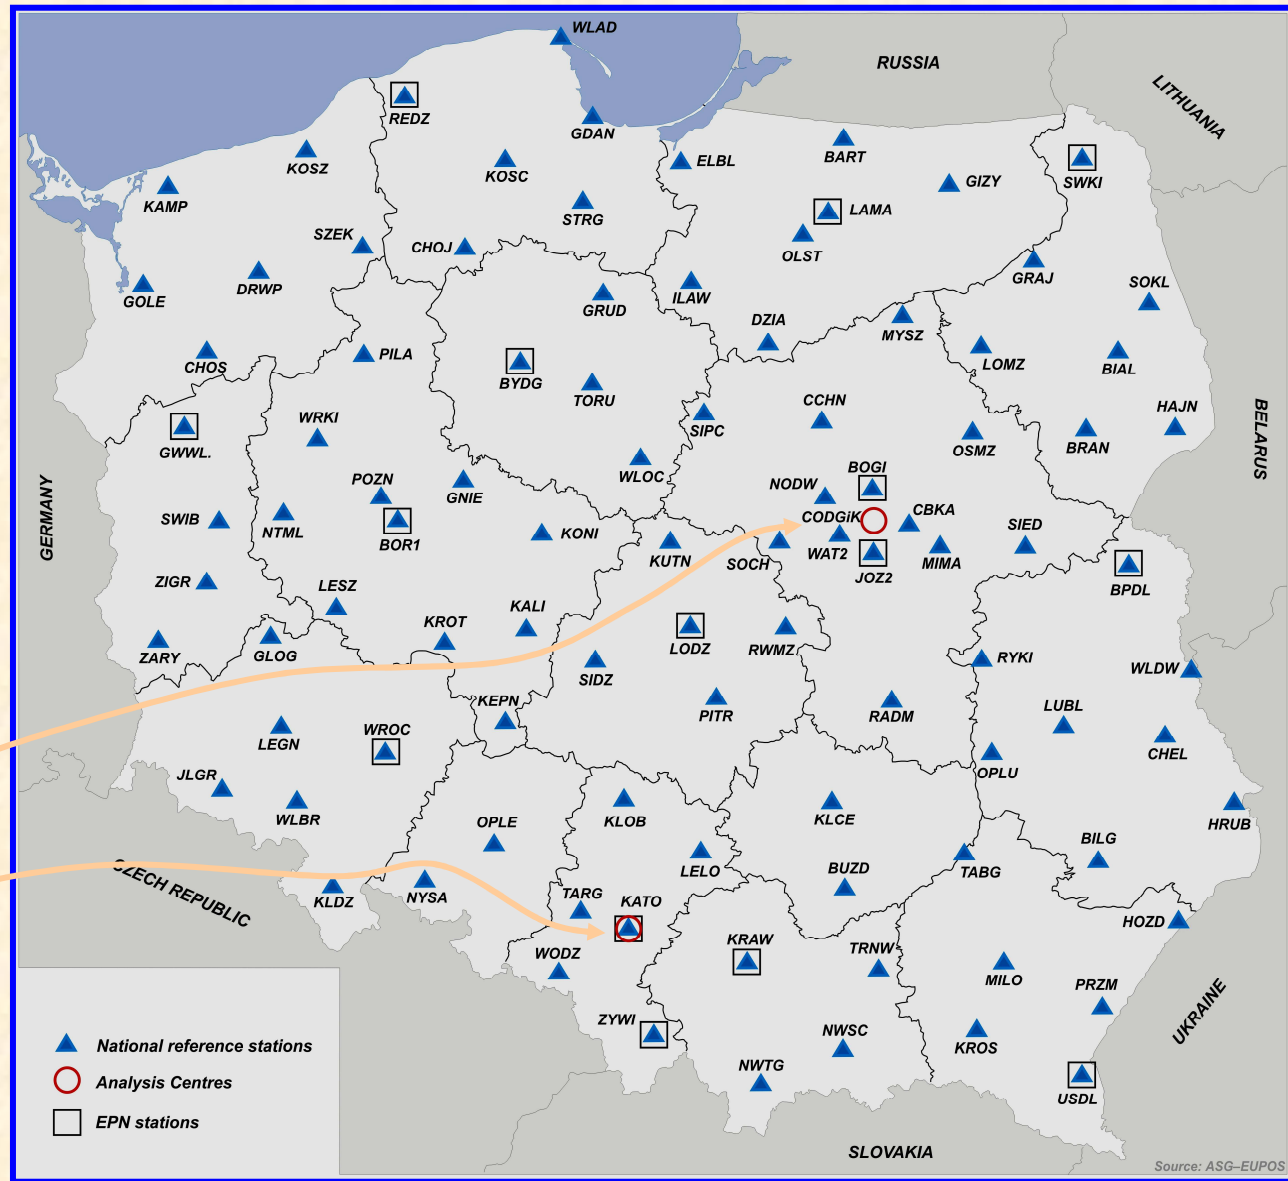 WLAD
RUSSIA
LITHUANIA
REDZ
GDAN
KOSZ
KOSC
ELBL
BART
GIZY
SWKI
KAMP
STRG
LAMA
SZEK
CHOJ
OLST
GRAJ
GOLE
DRWP
GRUD
ILAW
SOKL
DZIA
MYSZ
CHOS
PILA
BYDG
LOMZ
BIAL
TORU
CCHN
HAJN
GWWL.
WRKI
SIPC
OSMZ
BRAN
BELARUS
GERMANY
WLOC
BOGI
POZN
GNIE
NODW
SWIB
NTML
BOR1
KONI
CODGiK
CBKA
SIED
KUTN
SOCH
WAT2
JOZ2
MIMA
ZIGR
LESZ
BPDL
KALI
KROT
LODZ
RWMZ
ZARY
GLOG
SIDZ
RYKI
WLDW
KEPN
PITR
RADM
LUBL
LEGN
WROC
CHEL
JLGR
OPLU
WLBR
OPLE
KLOB
KLCE
HRUB
BILG
CZECH REPUBLIC
LELO
BUZD
TABG
KLDZ
NYSA
TARG
KATO
HOZD
KRAW
TRNW
WODZ
MILO
PRZM
ZYWI
NWSC
KROS
UKRAINE
NWTG
USDL
National reference stations
Analysis Centres
EPN stations
SLOVAKIA
Source: ASG–EUPOS